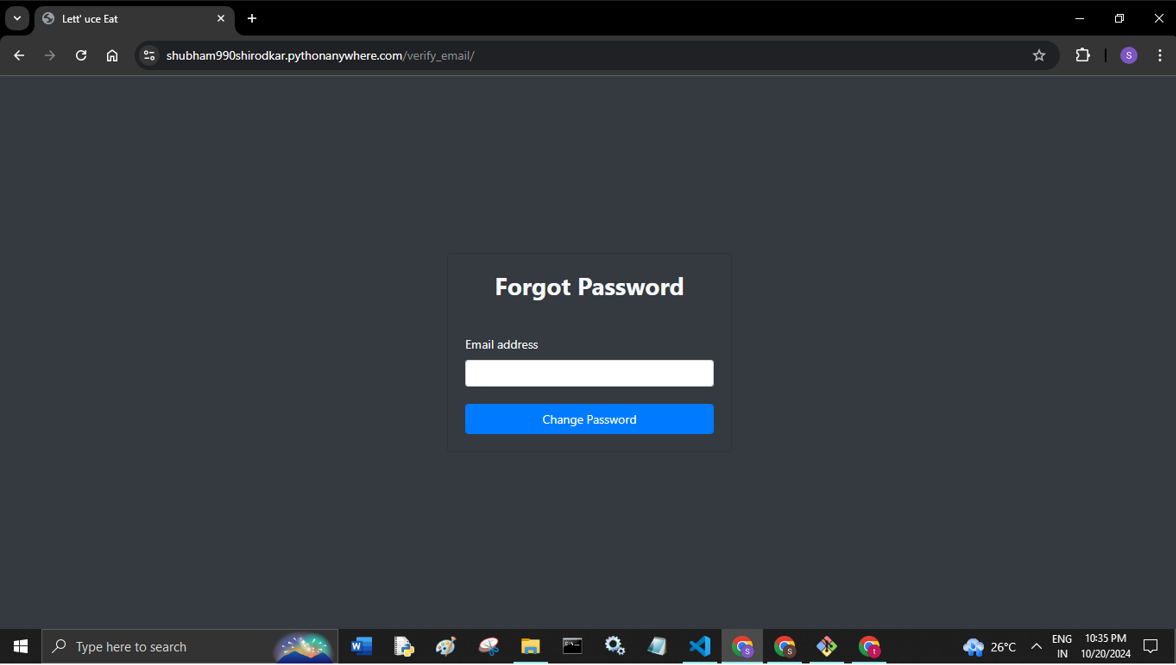 Lett' uce Eat
shubham990shirodkar.pythonanywhere.com/verify_email/
S
Forgot Password
Email address
Change Password
Type here to search
26°C
ENG
IN
10:35 PM
10/20/2024